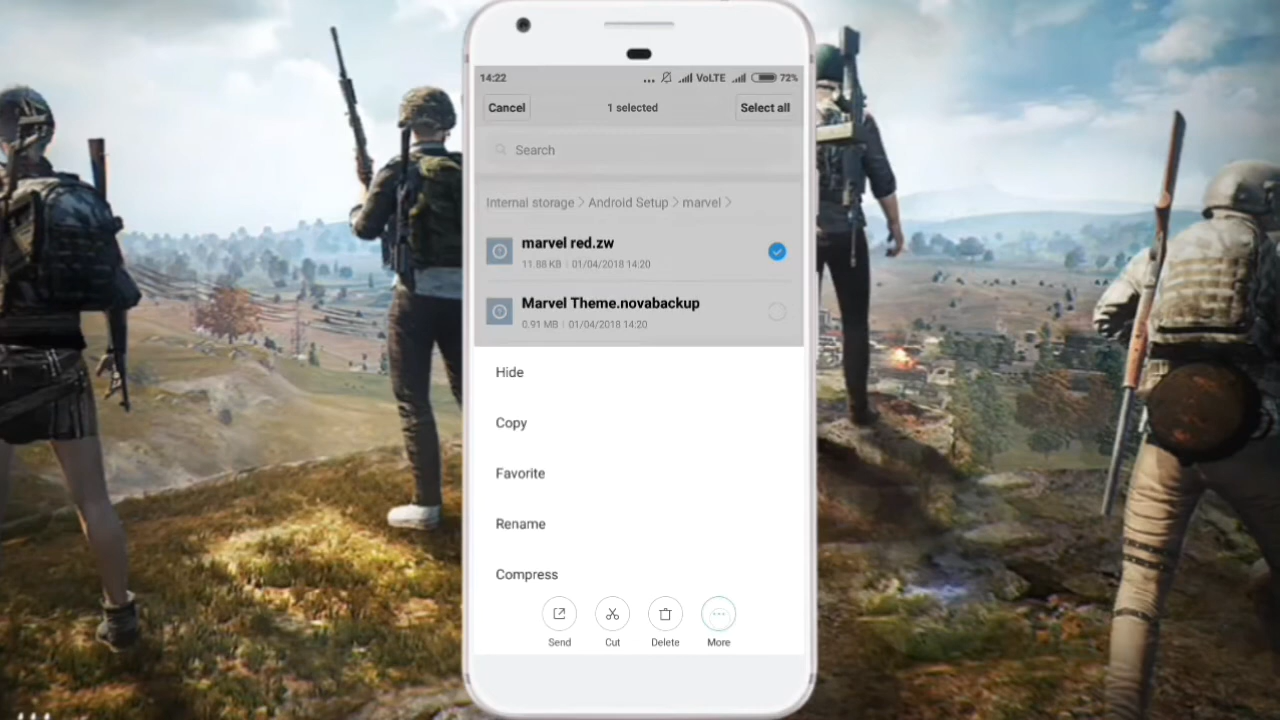 14:22 ... VoLTE 72%
Cancel 1 selected Select all
Search
Internal storage > Android Setup > marvel >
marvel red.zw
11.88 KB | 01/04/2018 14:20
Marvel Theme.novabackup
0.91 MB | 01/04/2018 14:20
Hide
Copy
Favorite
Rename
Compress
Send Cut Delete More